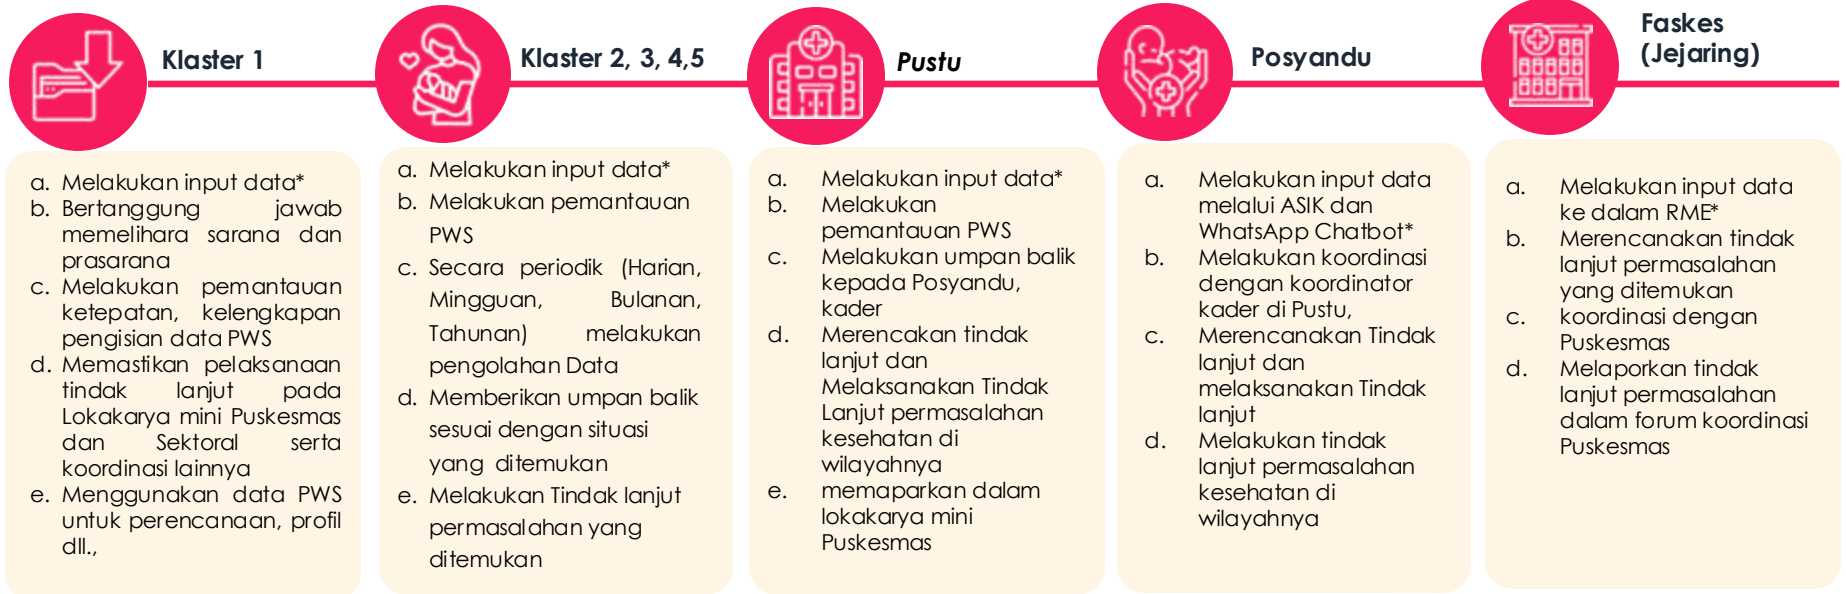 Klaster 1
a. Melakukan input data*
b. Bertanggung jawab
memelihara sarana dan
prasarana
c. Melakukan pemantauan
ketepatan, kelengkapan
pengisian data PWS
d. Memastikan pelaksanaan
tindak lanjut pada
Lokakarya mini Puskesmas
dan Sektoral serta
koordinasi lainnya
e. Menggunakan data PWS
untuk perencanaan, profil
dll.,
Klaster 2, 3, 4,5
a. Melakukan input data*
b. Melakukan pemantauan
PWS
c. Secara periodik (Harian,
Mingguan, Bulanan,
Tahunan) melakukan
pengolahan Data
d. Memberikan umpan balik
sesuai dengan situasi
yang ditemukan
e. Melakukan Tindak lanjut
permasalahan yang
ditemukan
Pustu
a. Melakukan input data*
b. Melakukan
pemantauan PWS
c. Melakukan umpan balik
kepada Posyandu,
kader
d. Merencakan tindak
lanjut dan
Melaksanakan Tindak
Lanjut permasalahan
kesehatan di
wilayahnya
e. memaparkan dalam
lokakarya mini
Puskesmas
Posyandu
a. Melakukan input data
melalui ASIK dan
WhatsApp Chatbot*
b. Melakukan koordinasi
dengan koordinator
kader di Pustu,
c. Merencanakan Tindak
lanjut dan
melaksanakan Tindak
lanjut
d. Melakukan tindak
lanjut permasalahan
kesehatan di
wilayahnya
Faskes
(Jejaring)
a. Melakukan input data
ke dalam RME*
b. Merencanakan tindak
lanjut permasalahan
yang ditemukan
c. koordinasi dengan
Puskesmas
d. Melaporkan tindak
lanjut permasalahan
dalam forum koordinasi
Puskesmas